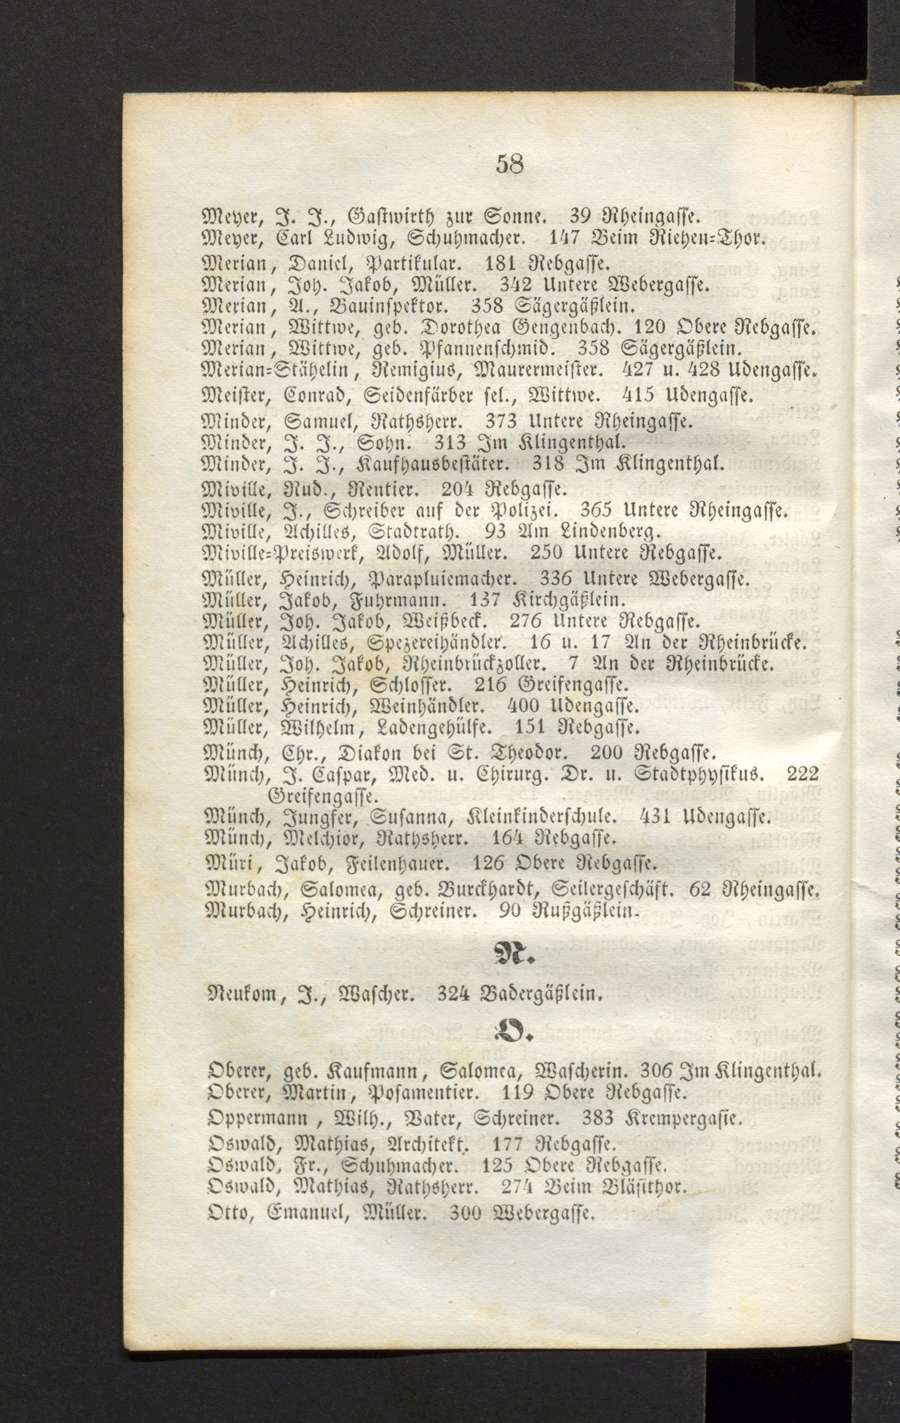 58
Meyer, J. J., Gastwirth zur Sonne. 39 Rheingasse.
Meyer, Carl Ludwig, Schuhmacher. 147 Beim Riehen-Thor.
Merian, Daniel, Partikular. 181 Rebgasse.
Merian, Joh. Jakob, Müller. 342 Untere Webergasse.
Merian, A., Bauinspektor. 358 Sägergäßlein.
Merian, Wittwe, geb. Dorothea Gengenbach. 120 Obere Rebgasse.
Merian, Wittwe, geb. Pfannenschmid. 358 Sägergäßlein.
Merian-Stähelin, Remigius, Maurermeister. 427 u. 428 Udengasse.
Meister, Conrad, Seidenfärber sel., Wittwe. 415 Udengasse.
Minder, Samuel, Rathsherr. 373 Untere Rheingasse.
Minder, J. J., Sohn. 313 Im Klingenthal.
Minder, J. J., Kaufhausbestäter. 318 Im Klingenthal.
Miville, Rud., Rentier. 204 Rebgasse.
Miville, J., Schreiber auf der Polizei. 365 Untere Rheingasse.
Miville, Achilles, Stadtrath. 93 Am Lindenberg.
Miville-Preiswerk, Adolf, Müller. 250 Untere Rebgasse.
Müller, Heinrich, Parapluiemacher. 336 Untere Webergasse.
Müller, Jakob, Fuhrmann. 137 Kirchgäßlein.
Müller, Joh. Jakob, Weißbeck. 276 Untere Rebgasse.
Müller, Achilles, Spezereihändler. 16 u. 17 An der Rheinbrücke.
Müller, Joh. Jakob, Rheinbrückzoller. 7 An der Rheinbrücke.
Müller, Heinrich, Schlosser. 216 Greifengasse.
Müller, Heinrich, Weinhändler. 400 Udengasse.
Müller, Wilhelm, Ladengehülfe. 151 Rebgasse.
Münch, Chr., Diakon bei St. Theodor. 200 Rebgasse.
Münch, J. Caspar, Med. u. Chirurg. Dr. u. Stadtphysikus. 222
Greifengasse.
Münch, Jungfer, Susanna, Kleinkinderschule. 431 Udengasse.
Münch, Melchior, Rathsherr. 164 Rebgasse.
Müri, Jakob, Feilenhauer. 126 Obere Rebgasse.
Murbach, Salomea, geb. Burckhardt, Seilergeschäft. 62 Rheingasse.
Murbach, Heinrich, Schreiner. 90 Rußgäßlein.
N.
Neukom, J., Wascher. 324 Badergäßlein.
O.
Oberer, geb. Kaufmann, Salomea, Wascherin. 306 Im Klingenthal.
Oberer, Martin, Posamentier. 119 Obere Rebgasse.
Oppermann, Wilh., Vater, Schreiner. 383 Krempergasse.
Oswald, Mathias, Architekt. 177 Rebgasse.
Oswald, Fr., Schuhmacher. 125 Obere Rebgasse.
Oswald, Mathias, Rathsherr. 274 Beim Bläsithor.
Otto, Emanuel, Müller. 300 Webergasse.